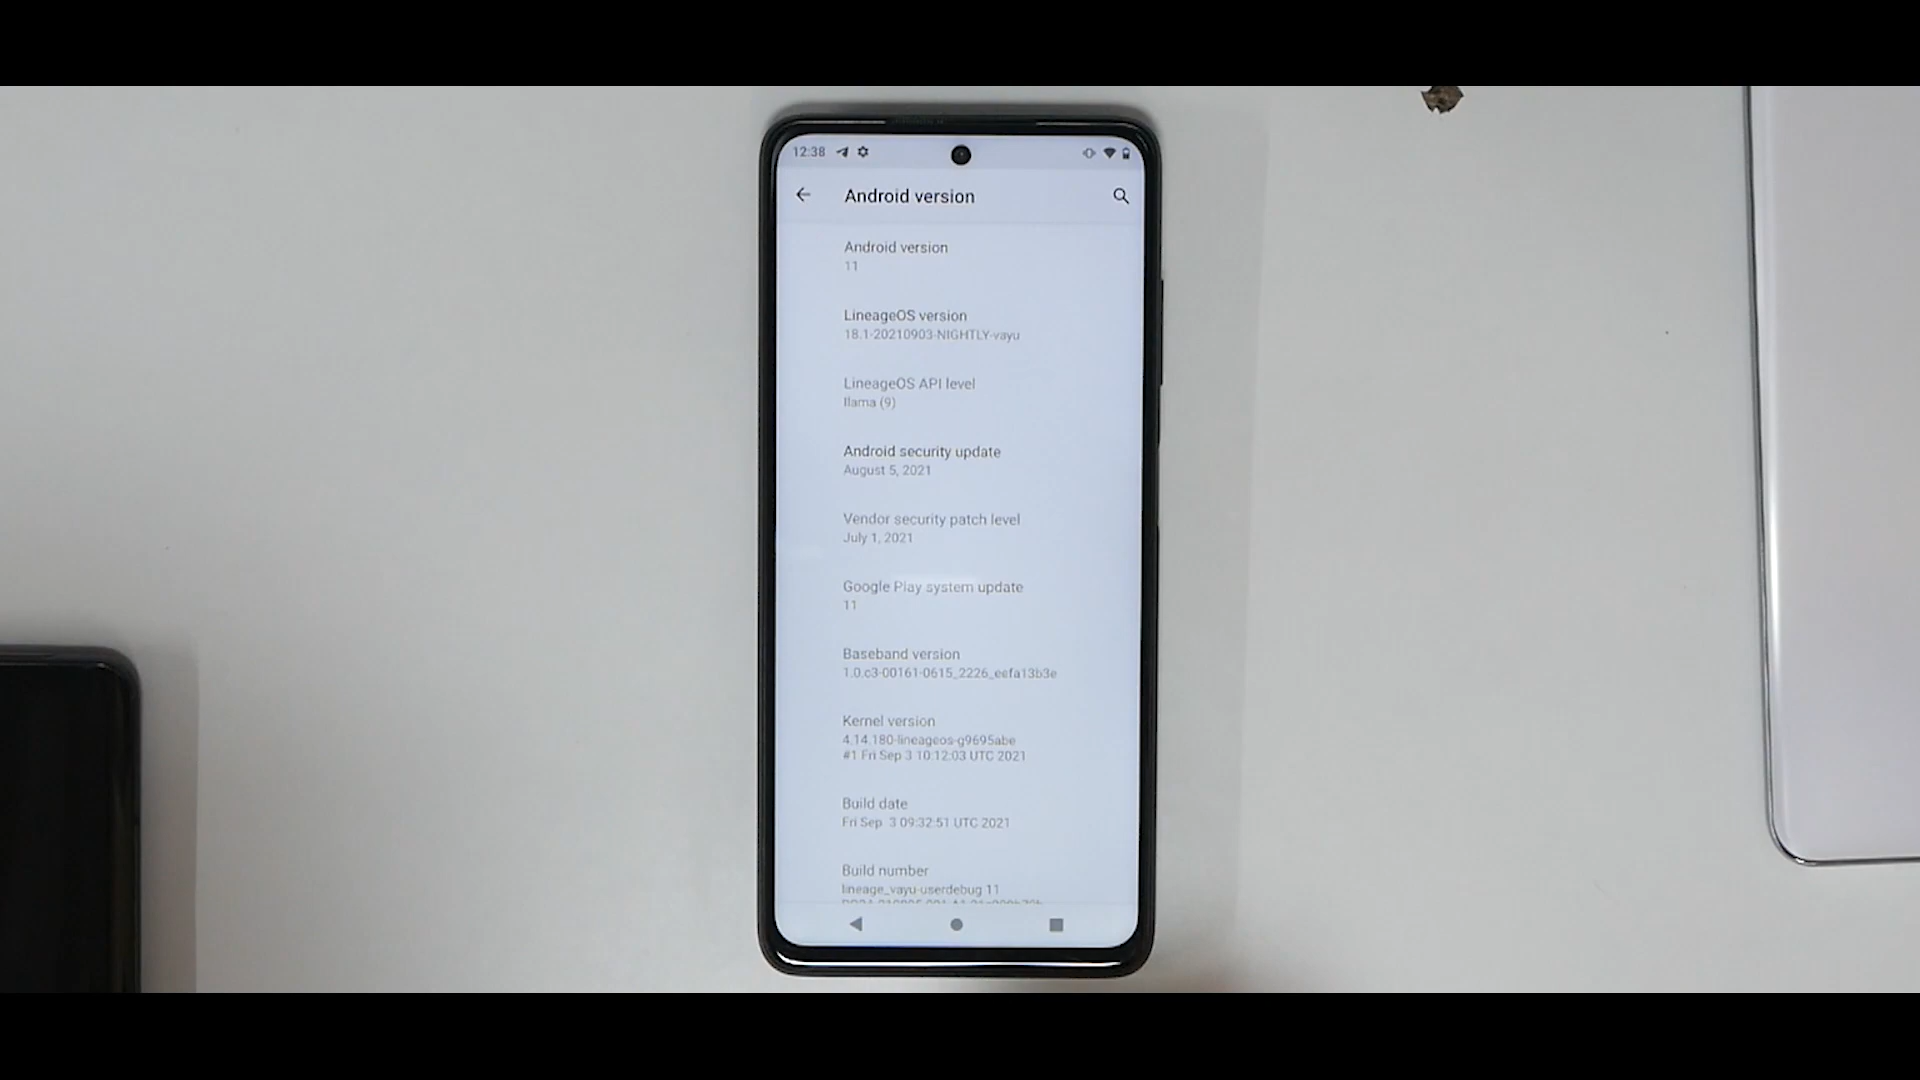 12:38
Android version
Android version
11
LineageOS version
18.1-20210903-NIGHTLY-vayu
LineageOS API level
llama (9)
Android security update
August 5, 2021
Vendor security patch level
July 1, 2021
Google Play system update
11
Baseband version
1.0.c3-00161-0615_2226_eefa13b3e
Kernel version
4.14.180-lineageos-g9695abe
#1 Fri Sep 3 10:12:03 UTC 2021
Build date
Fri Sep 3 09:32:51 UTC 2021
Build number
lineage_vayu-userdebug 11